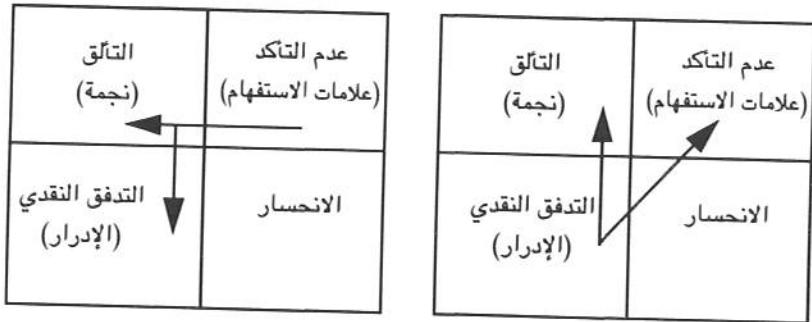 عدم التأكد
(علامات الاستفهام)
التألق
(نجمة)
الانحسار
التدفق النقدي
(الإدرار)
عدم التأكد
(علامات الاستفهام)
التألق
(نجمة)
الانحسار
التدفق النقدي
(الإدرار)